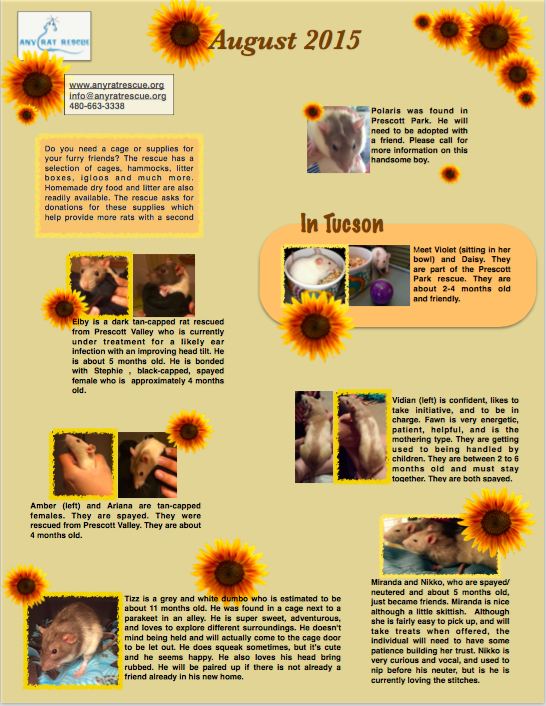 ANY RAT RESCUE
August 2015
www.anyratrescue.org
info@anyratrescue.org
480-663-3338
Polaris was found in
Prescott Park. He will
need to be adopted with
a friend. Please call for
more information on this
handsome boy.
Do you need a cage or supplies for
your furry friends? The rescue has a
selection of cages, hammocks, litter
boxes, igloos and much more.
Homemade dry food and litter are also
readily available. The rescue asks for
donations for these supplies which
help provide more rats with a second
In Tucson
Meet Violet (sitting in her
bowl) and Daisy. They
are part of the Prescott
Park rescue. They are
about 2-4 months old
and friendly.
Elby is a dark tan-capped rat rescued
from Prescott Valley who is currently
under treatment for a likely ear
infection with an improving head tilt. He
is about 5 months old. He is bonded
with Stephie , black-capped, spayed
female who is approximately 4 months
old.
Vidian (left) is confident, likes to
take initiative, and to be in
charge. Fawn is very energetic,
patient, helpful, and is the
mothering type. They are getting
used to being handled by
children. They are between 2 to 6
months old and must stay
together. They are both spayed.
Amber (left) and Ariana are tan-capped
females. They are spayed. They were
rescued from Prescott Valley. They are about
4 months old.
Miranda and Nikko, who are spayed/
neutered and about 5 months old,
just became friends. Miranda is nice
although a little skittish. Although
she is fairly easy to pick up, and will
take treats when offered, the
individual will need to have some
patience building her trust. Nikko is
very curious and vocal, and used to
nip before his neuter, but is he is
currently loving the stitches.
Tizz is a grey and white dumbo who is estimated to be
about 11 months old. He was found in a cage next to a
parakeet in an alley. He is super sweet, adventurous,
and loves to explore different surroundings. He doesn't
mind being held and will actually come to the cage door
to be let out. He does squeak sometimes, but it's cute
and he seems happy. He also loves his head bring
rubbed. He will be paired up if there is not already a
friend already in his new home.